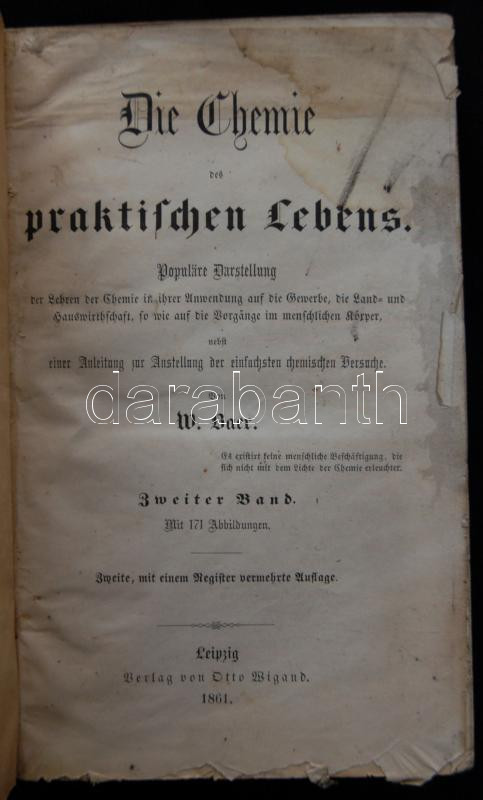 Die Chemie
des
praktiſchen Lebens.
Populäre Darstellung
der Lehren der Chemie in ihrer Anwendung auf die Gewerbe, die Land- und
Hauswirthſchaft, ſo wie auf die Vorgänge im menſchlichen Körper,
nebſt
einer Anleitung zur Anſtellung der einfachſten chemiſchen Verſuche.
Von
darabanth
W. Baer.
Es exiſtirt keine menſchliche Beſchäftigung, die
ſich nicht mit dem Lichte der Chemie erleuchter.
Zweiter Band.
Mit 171 Abbildungen.
Zweite, mit einem Regiſter vermehrte Auflage.
Leipzig
Verlag von Otto Wigand.
1861.